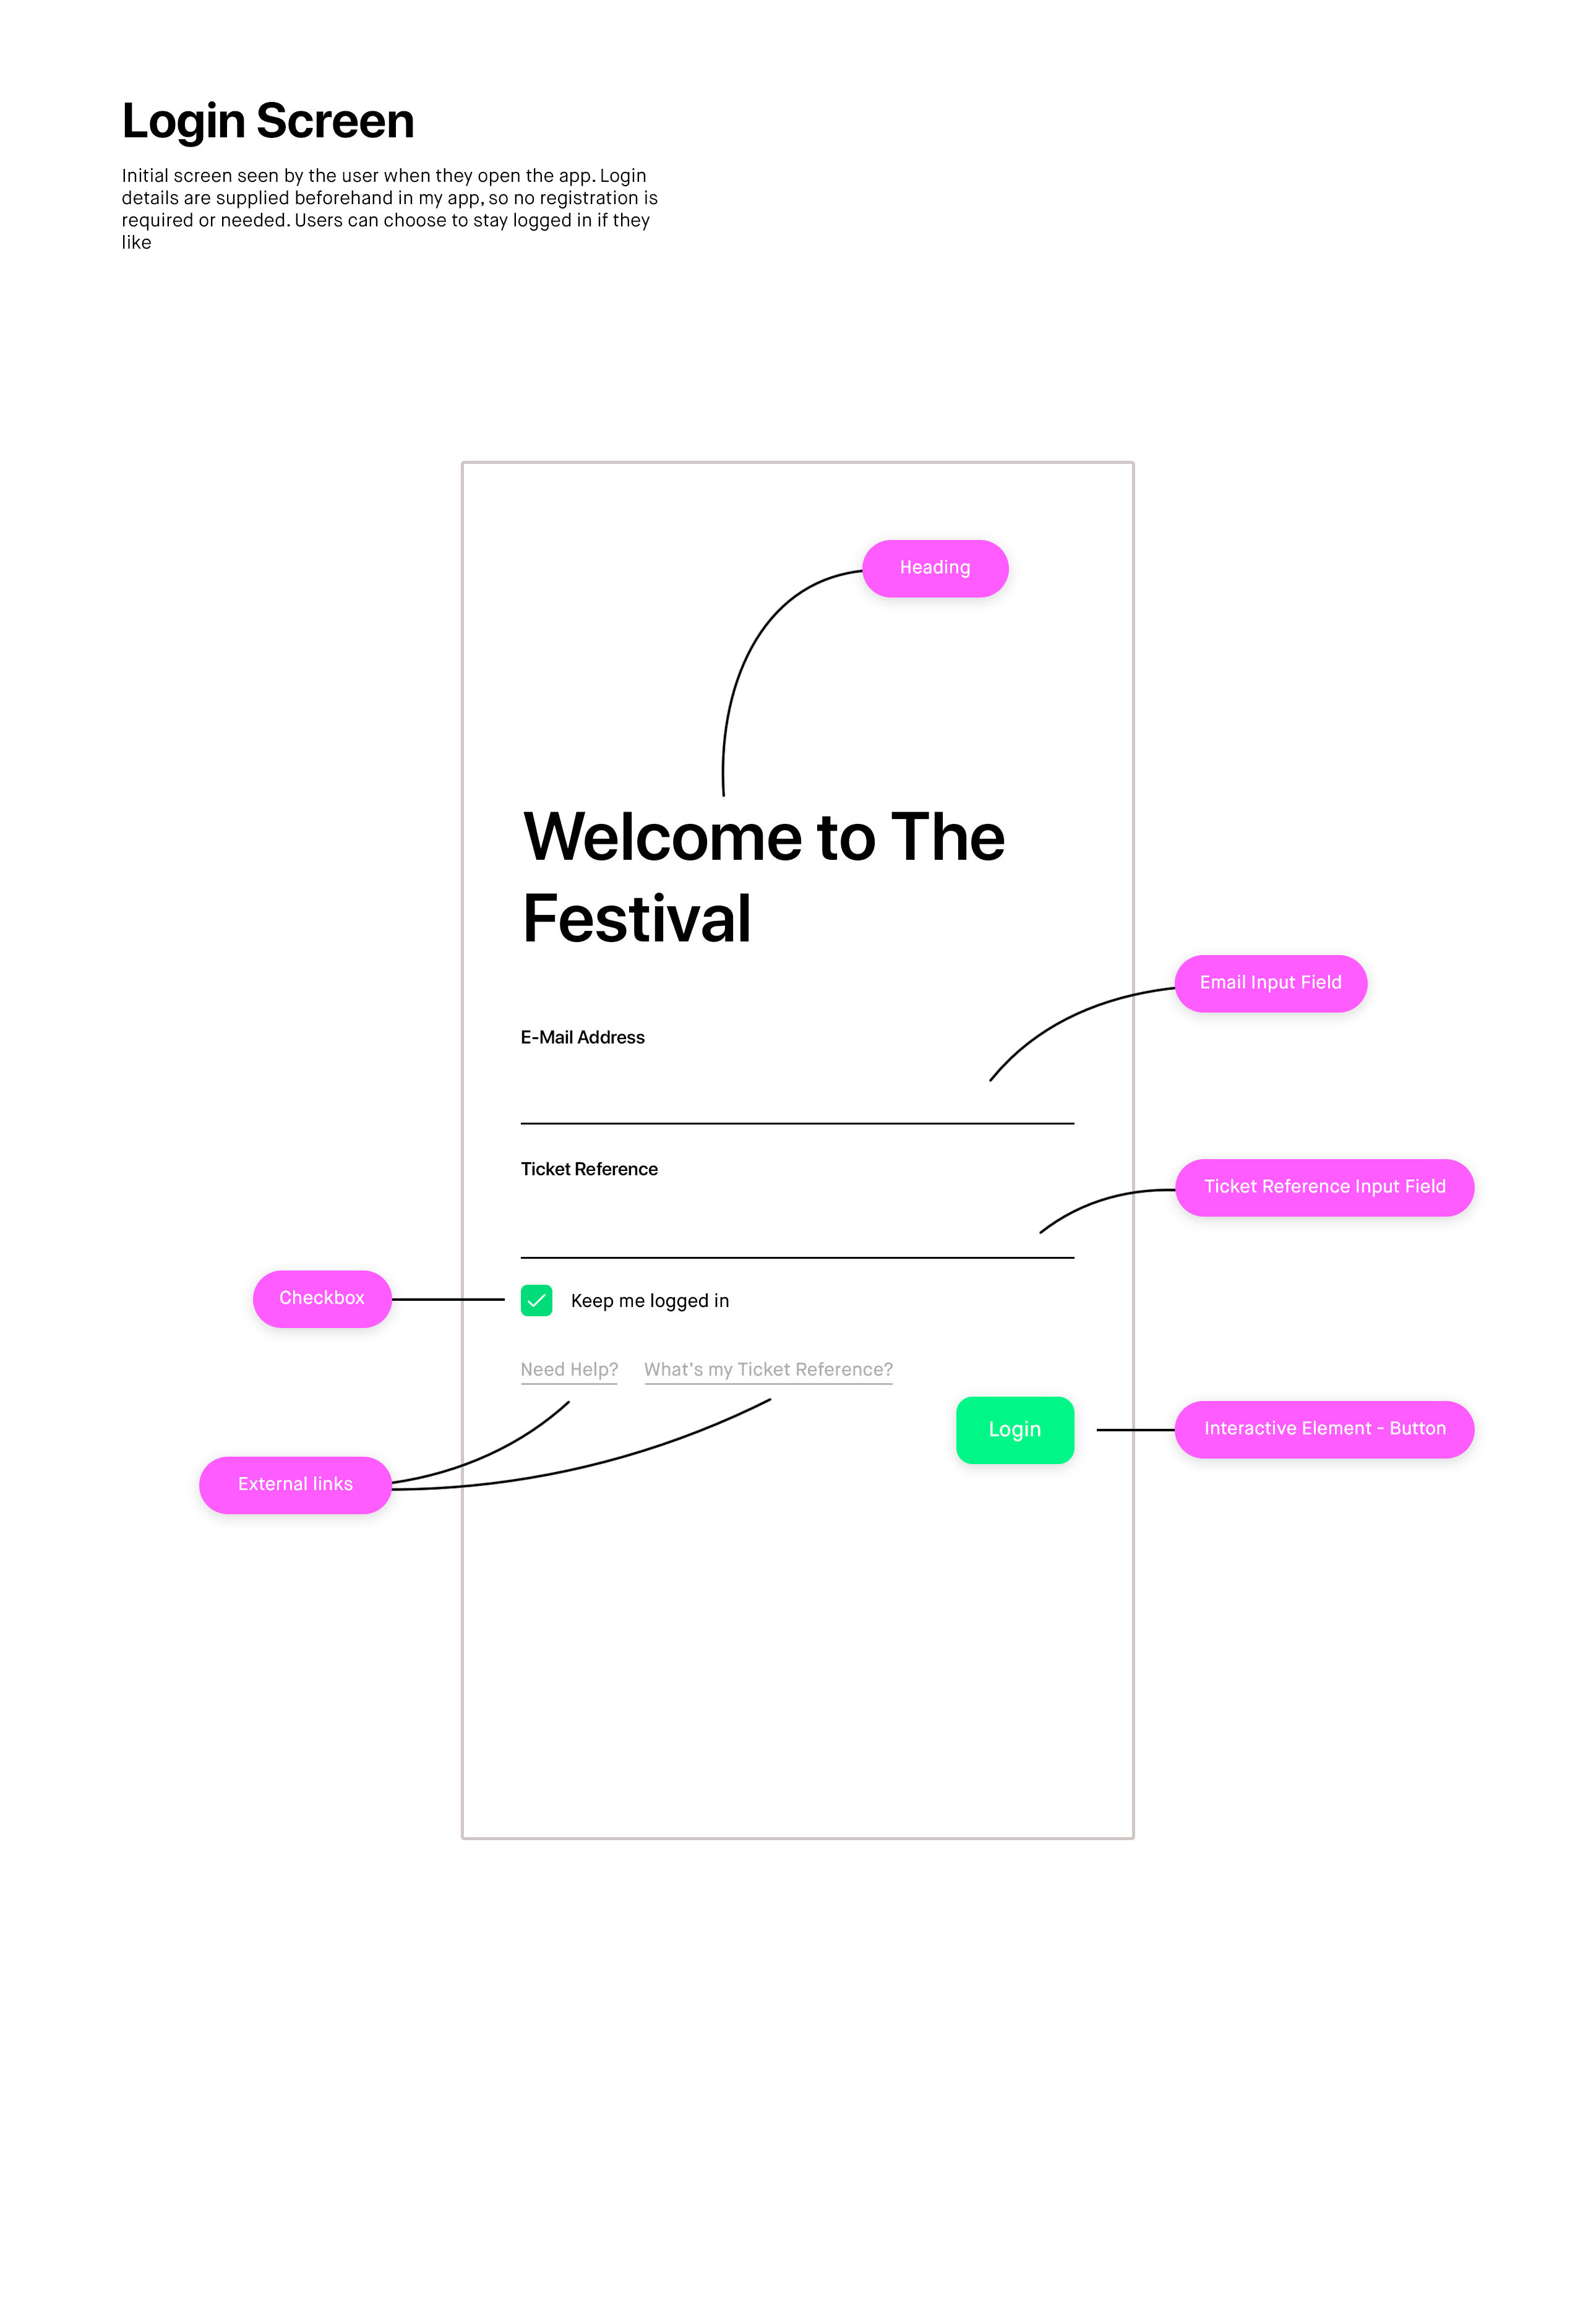 Login Screen
Initial screen seen by the user when they open the app. Login
details are supplied beforehand in my app, so no registration is
required or needed. Users can choose to stay logged in if they
like
Heading
Welcome to The
Festival
Email Input Field
E-Mail Address
Ticket Reference
Ticket Reference Input Field
Checkbox
Keep me logged in
Need Help?
What's my Ticket Reference?
Login
Interactive Element - Button
External links